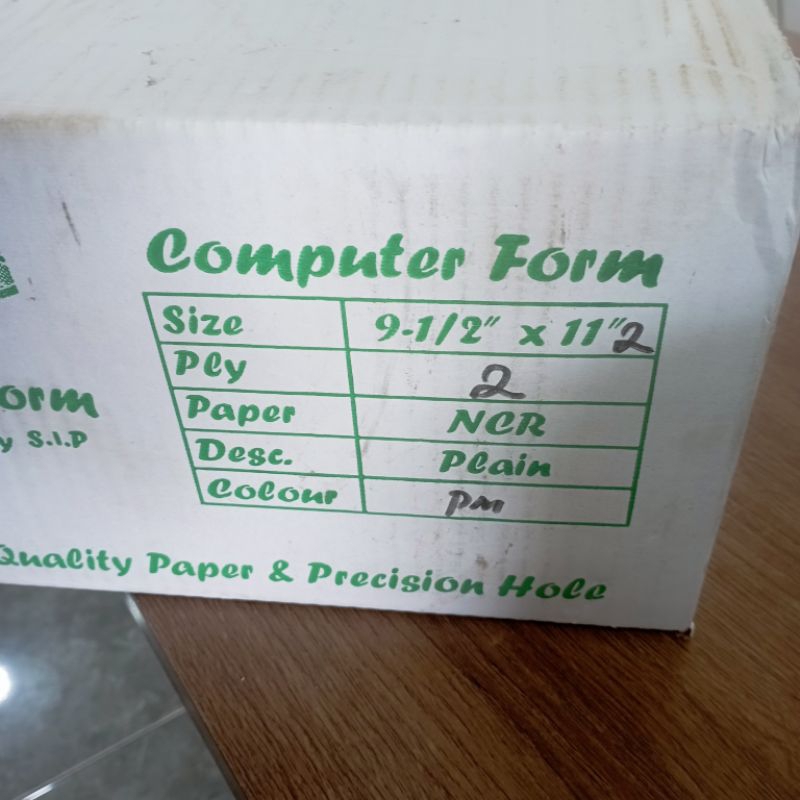 Computer Form
Size 9-1/2" x 11" 2
Ply 2
Paper NCR
Desc. Plain
Colour PM
orm
y S.I.P
Quality Paper & Precision Hole